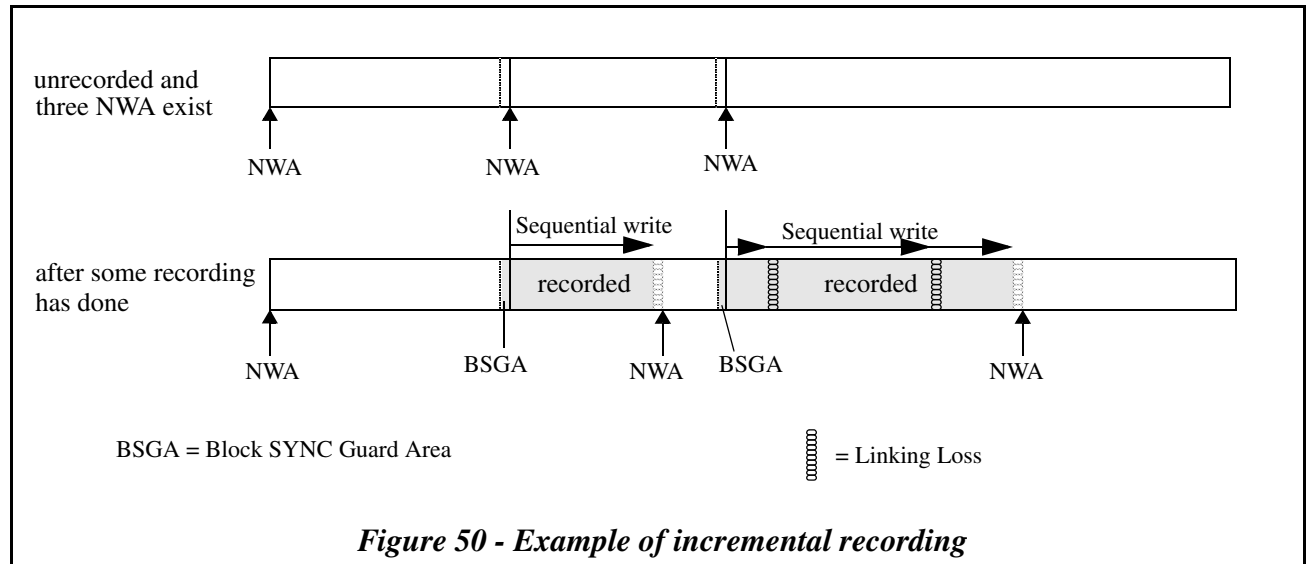 unrecorded and
three NWA exist
NWA
NWA
NWA
Sequential write
Sequential write
after some recording
has done
recorded
recorded
NWA
BSGA
NWA
BSGA
NWA
BSGA = Block SYNC Guard Area
= Linking Loss
Figure 50 - Example of incremental recording